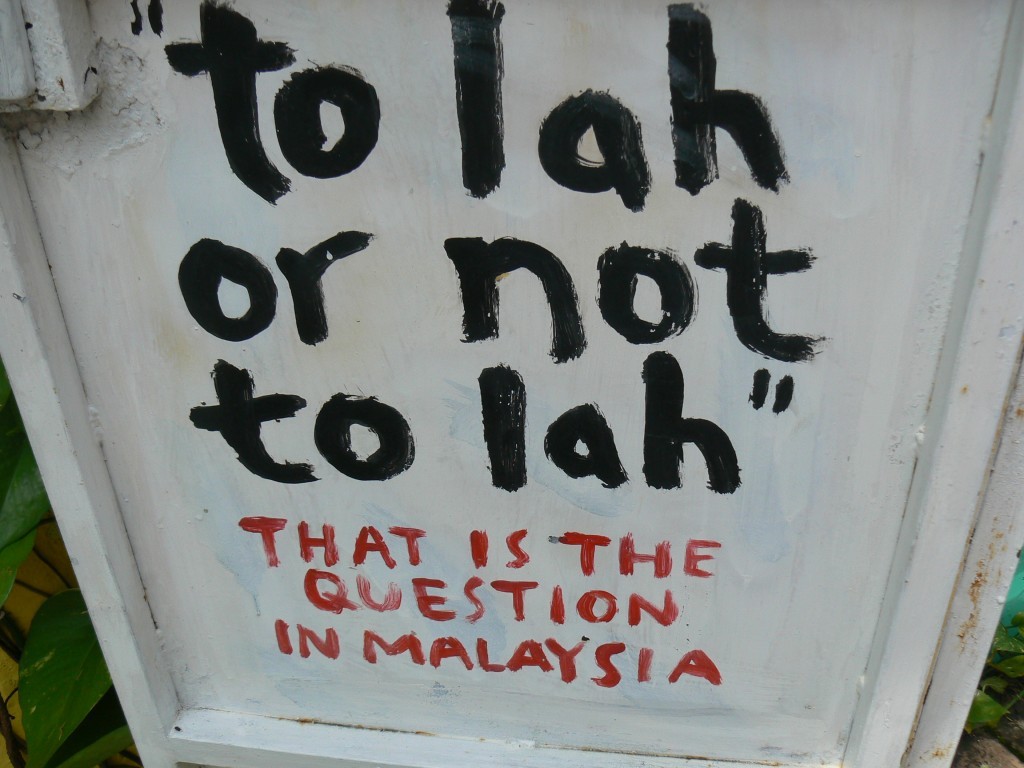 "to lah
or not
to lah"
THAT IS THE
QUESTION
IN MALAYSIA